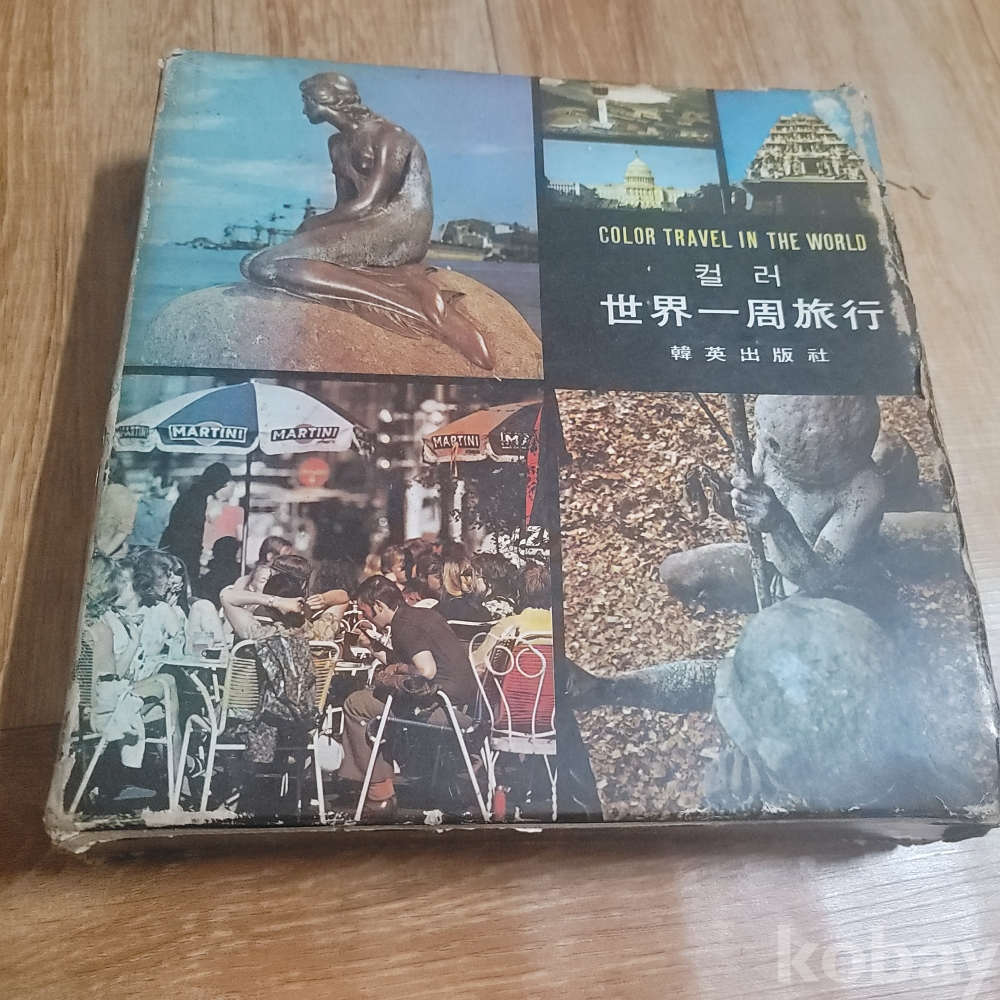 COLOR TRAVEL IN THE WORLD
컬 러
世界一周旅行
韓英出版社
MARTINI
MARTINI
MARTINI
MARTINI
kobay